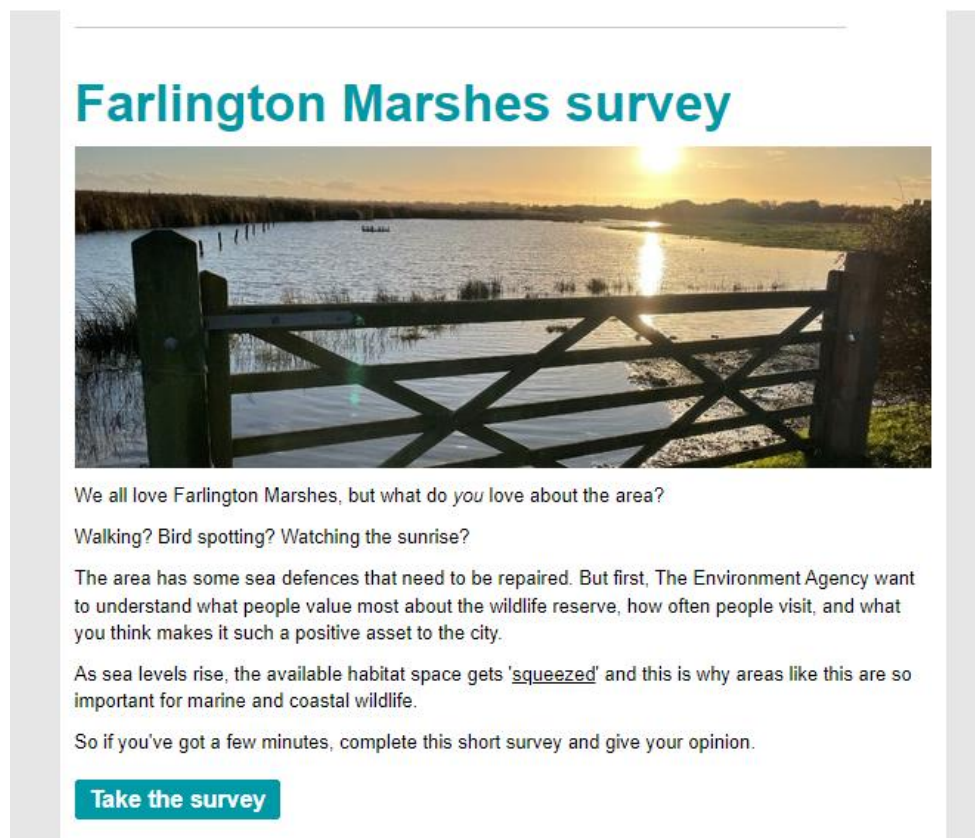 Farlington Marshes survey
We all love Farlington Marshes, but what do you love about the area?
Walking? Bird spotting? Watching the sunrise?
The area has some sea defences that need to be repaired. But first, The Environment Agency want
to understand what people value most about the wildlife reserve, how often people visit, and what
you think makes it such a positive asset to the city.
As sea levels rise, the available habitat space gets 'squeezed' and this is why areas like this are so
important for marine and coastal wildlife.
So if you've got a few minutes, complete this short survey and give your opinion.
Take the survey